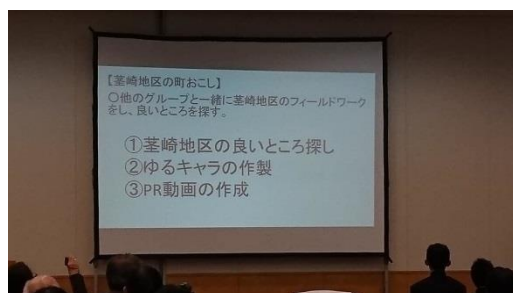 【茎崎地区の町おこし】
〇他のグループと一緒に茎崎地区のフィールドワーク
をし、良いところを探す。
①茎崎地区の良いところ探し
②ゆるキャラの作製
③PR動画の作成